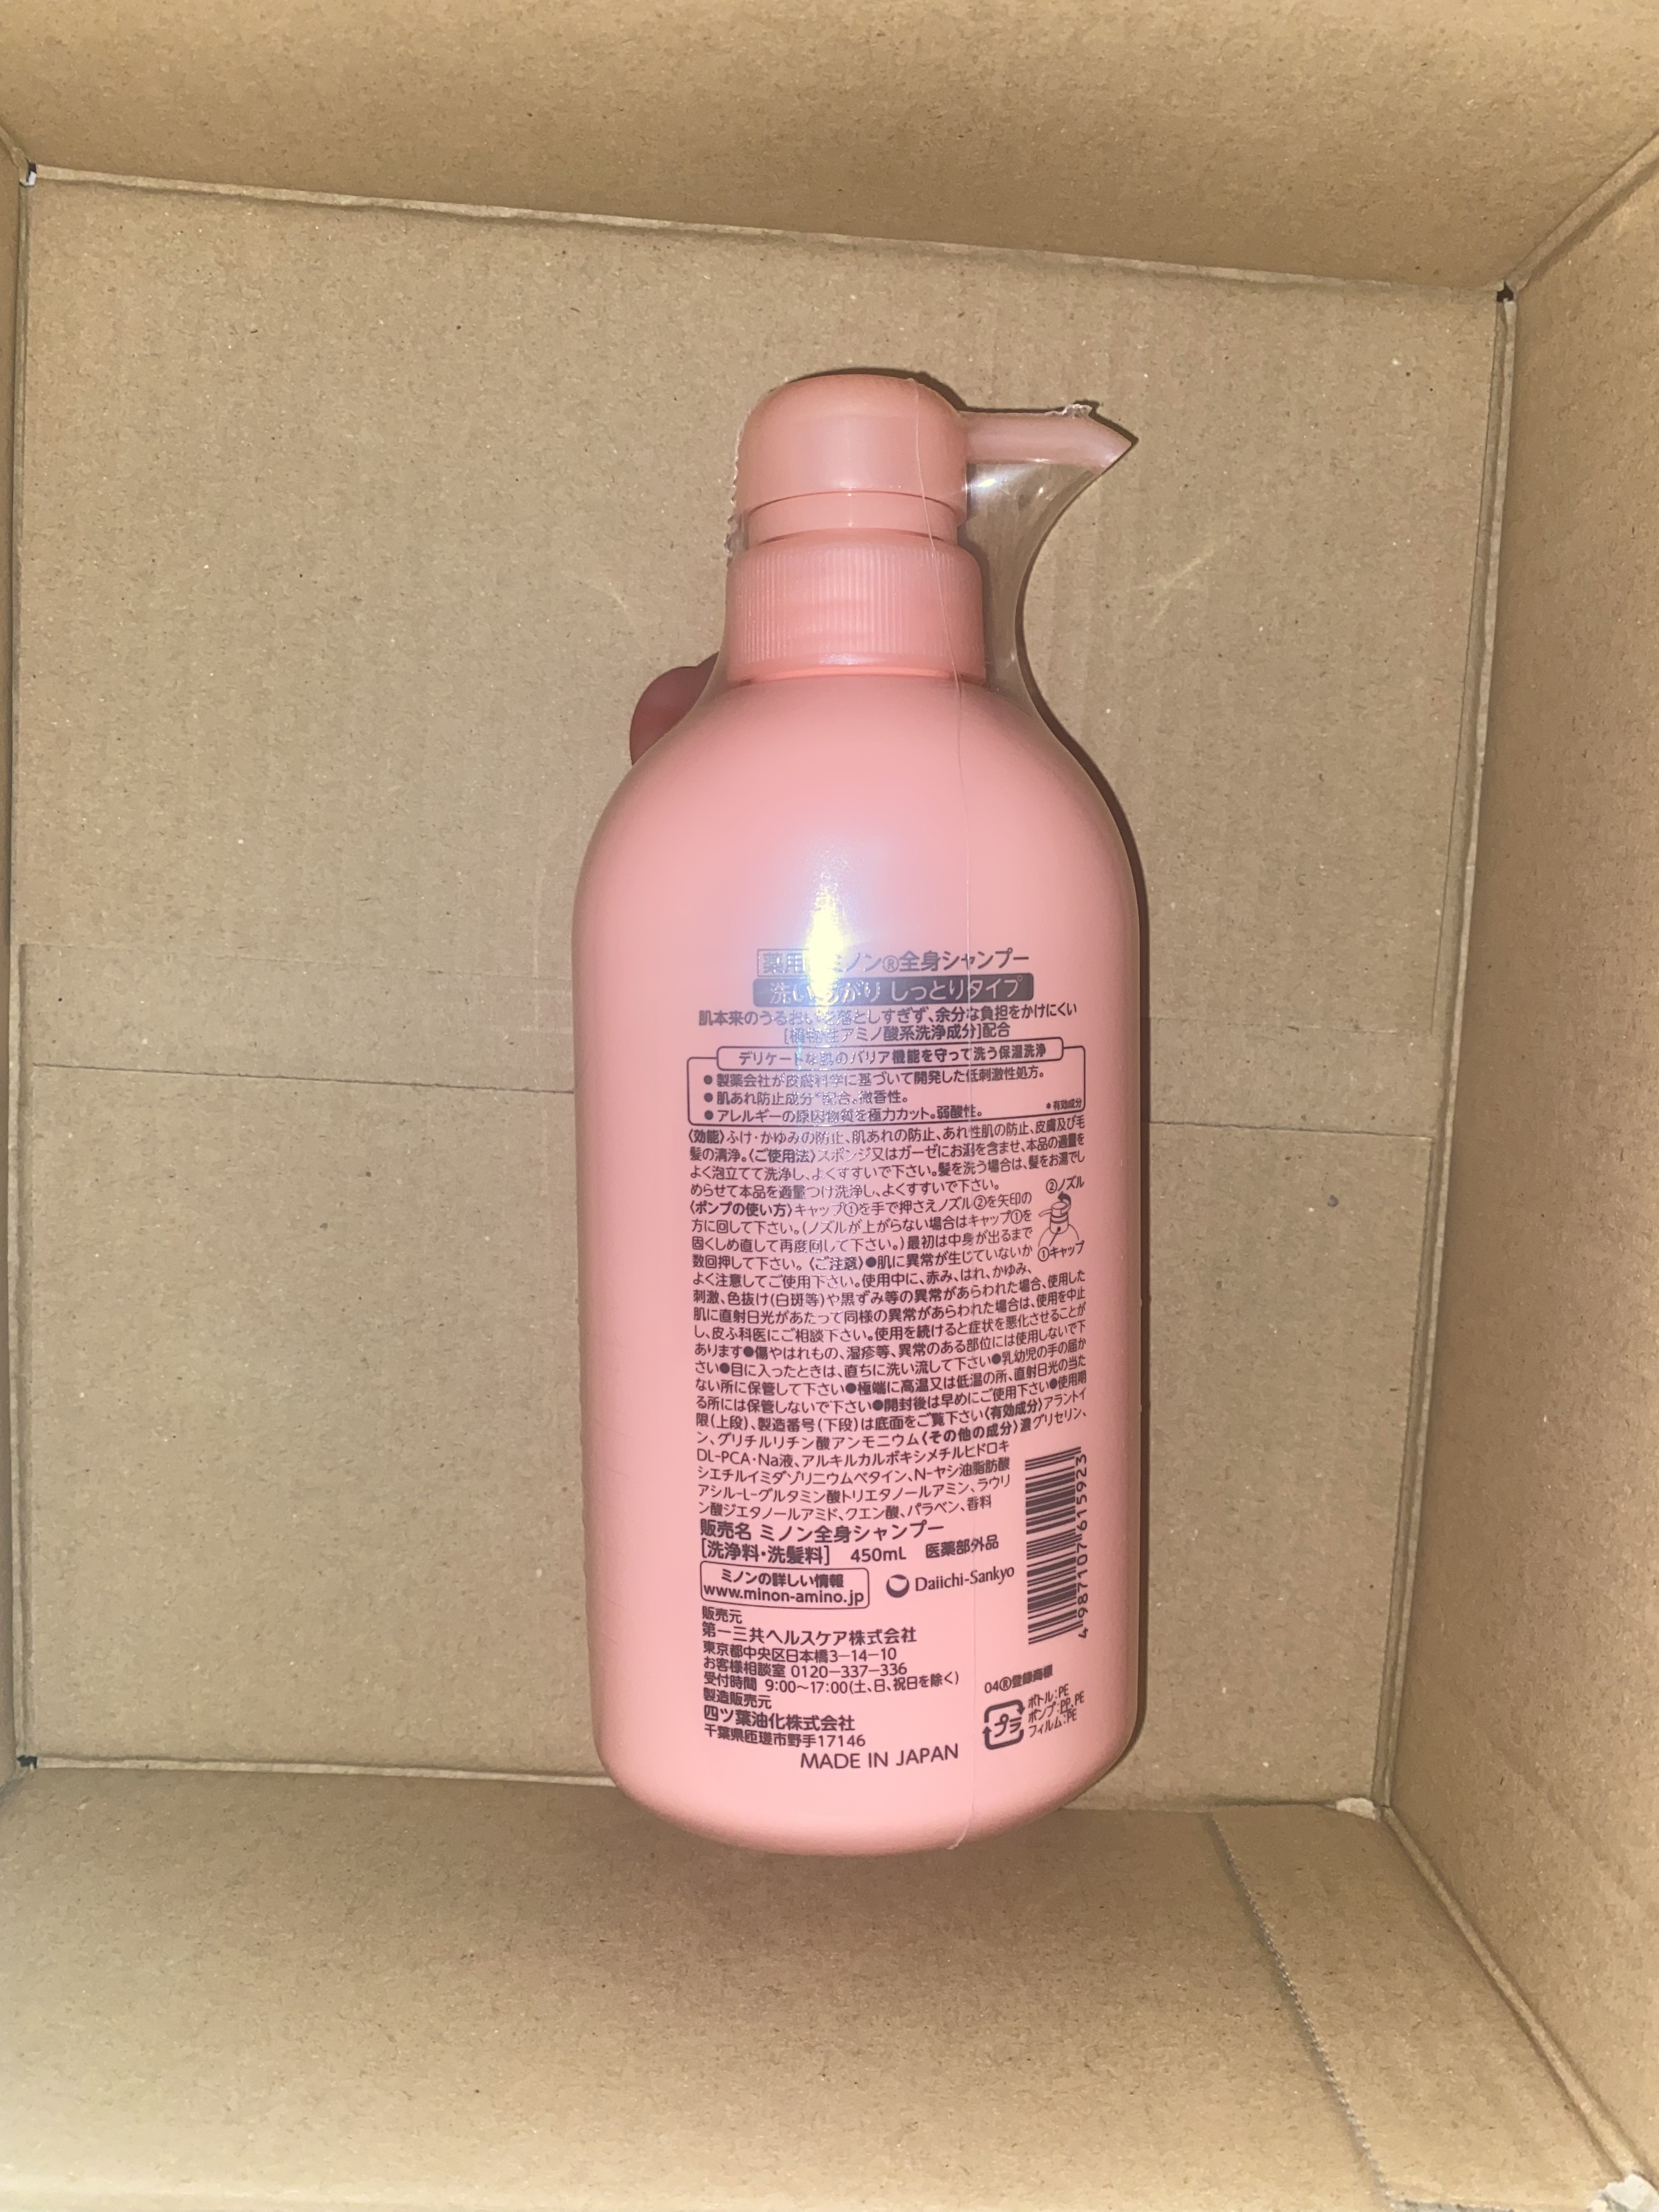 薬用ミノン®全身シャンプー
洗いあがり しっとりタイプ
肌本来のうるおいを落としすぎず、余分な負担をかけにくい
[植物性アミノ酸系洗浄成分]配合
デリケートな肌のバリア機能を守って洗う保湿洗浄
●製薬会社が皮膚科学に基づいて開発した低刺激性処方。
●肌あれ防止成分*配合。微香性。
●アレルギーの原因物質を極力カット。弱酸性。 *有効成分
〈効能〉ふけ・かゆみの防止、肌あれの防止、あれ性肌の防止、皮膚及び毛
髪の清浄。〈ご使用法〉スポンジ又はガーゼにお湯を含ませ、本品の適量を
よく泡立てて洗浄し、よくすすいで下さい。髪を洗う場合は、髪をお湯でし
めらせて本品を適量つけ洗浄し、よくすすいで下さい。
〈ポンプの使い方〉キャップ①を手で押さえノズル②を矢印の
方に回して下さい。(ノズルが上がらない場合はキャップ①を
固くしめ直して再度回して下さい。)最初は中身が出るまで
数回押して下さい。〈ご注意〉●肌に異常が生じていないか
よく注意してご使用下さい。使用中に、赤み、はれ、かゆみ、
刺激、色抜け(白斑等)や黒ずみ等の異常があらわれた場合、使用した
肌に直射日光があたって同様の異常があらわれた場合は、使用を中止
し、皮ふ科医にご相談下さい。使用を続けると症状を悪化させることが
あります●傷やはれもの、湿疹等、異常のある部位には使用しないで下
さい●目に入ったときは、直ちに洗い流して下さい●乳幼児の手の届か
ない所に保管して下さい●極端に高温又は低温の所、直射日光の当た
る所には保管しないで下さい●開封後は早めにご使用下さい●使用期
限(上段)、製造番号(下段)は底面をご覧下さい〈有効成分〉アラントイ
ン、グリチルリチン酸アンモニウム〈その他の成分〉濃グリセリン、
DL-PCA・Na液、アルキルカルボキシメチルヒドロキ
シエチルイミダゾリニウムベタイン、N-ヤシ油脂肪酸
アシル-L-グルタミン酸トリエタノールアミン、ラウリ
ン酸ジエタノールアミド、クエン酸、パラベン、香料
②ノズル
①キャップ
販売名 ミノン全身シャンプー
[洗浄料・洗髪料] 450mL 医薬部外品
ミノンの詳しい情報
www.minon-amino.jp
Daiichi-Sankyo
4987107615923
販売元
第一三共ヘルスケア株式会社
東京都中央区日本橋3-14-10
お客様相談室 0120-337-336
受付時間 9:00~17:00(土、日、祝日を除く)
製造販売元
四ツ葉油化株式会社
千葉県匝瑳市野手17146
MADE IN JAPAN
04®登録商標
プラ
ボトル:PE
ポンプ:PP,PE
フィルム:PE